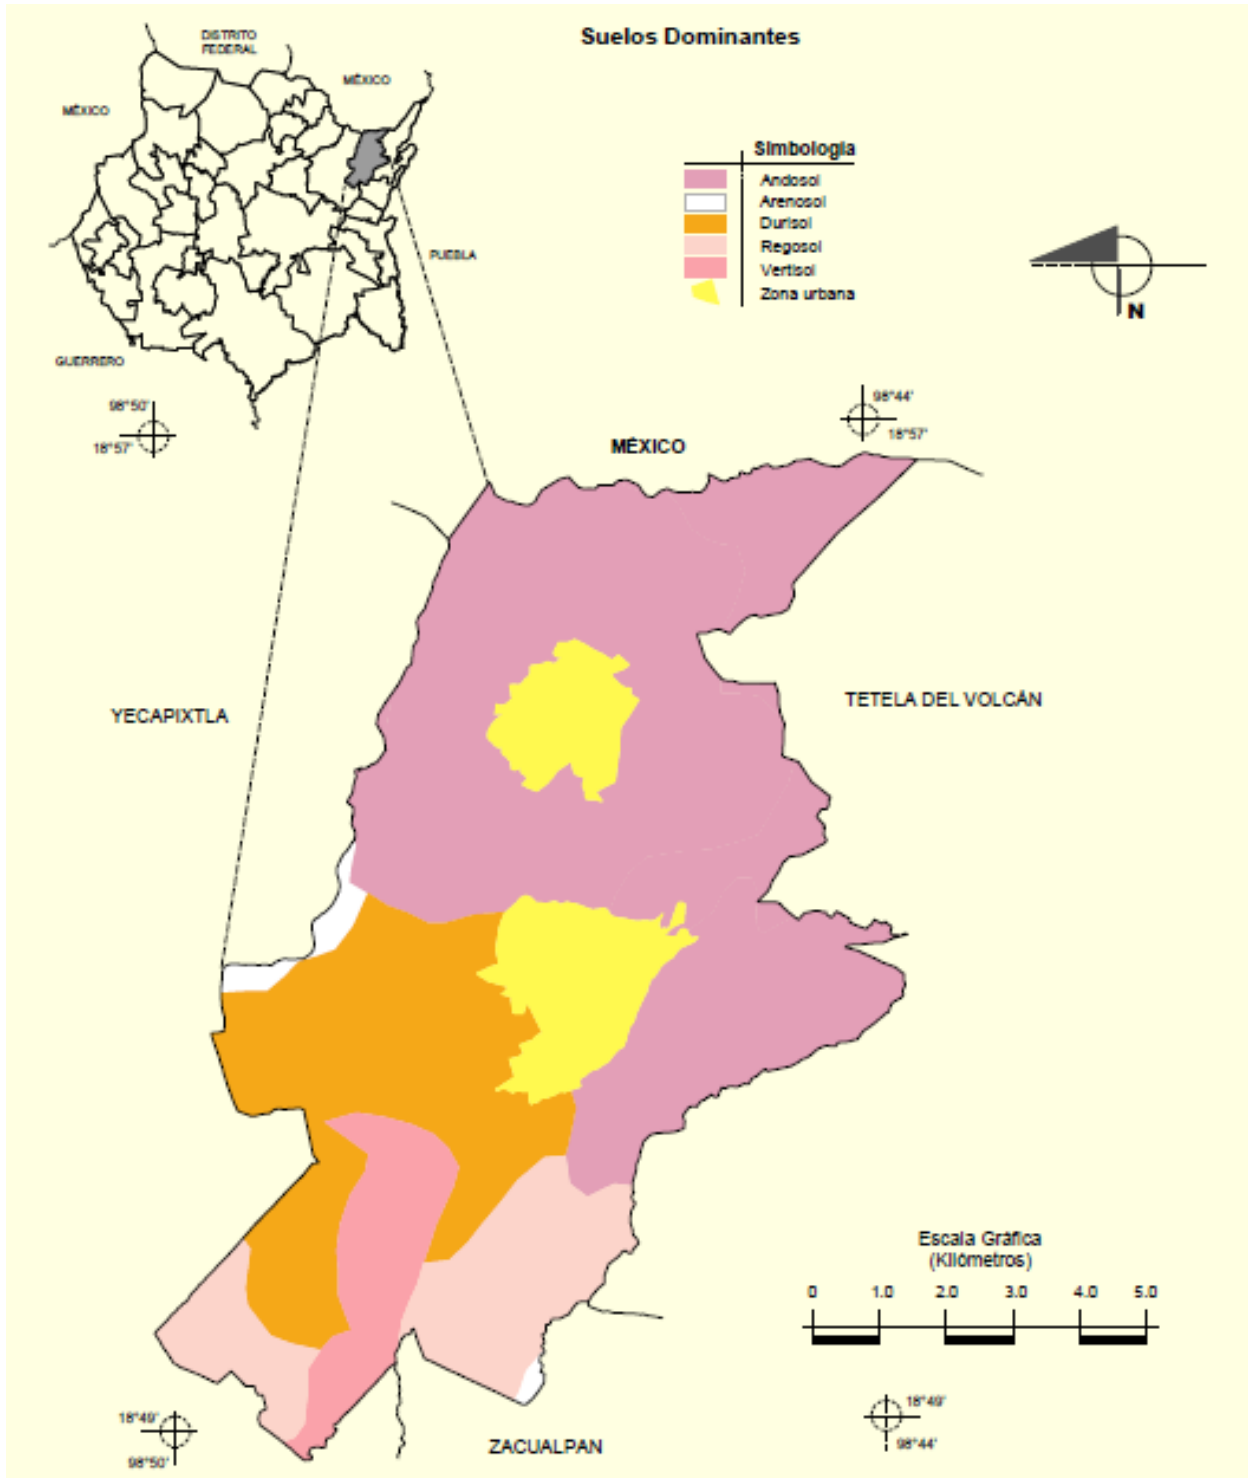 Suelos Dominantes
DISTRITO
FEDERAL
MÉXICO
MÉXICO
PUEBLA
GUERRERO
Simbología
Andosol
Arenosol
Durisol
Regosol
Vertisol
Zona urbana
N
98°50'
18°57'
98°44'
18°57'
MÉXICO
YECAPIXTLA
TETELA DEL VOLCÁN
Escala Gráfica
(Kilómetros)
0 1.0 2.0 3.0 4.0 5.0
18°49'
98°50'
ZACUALPAN
18°49'
98°44'